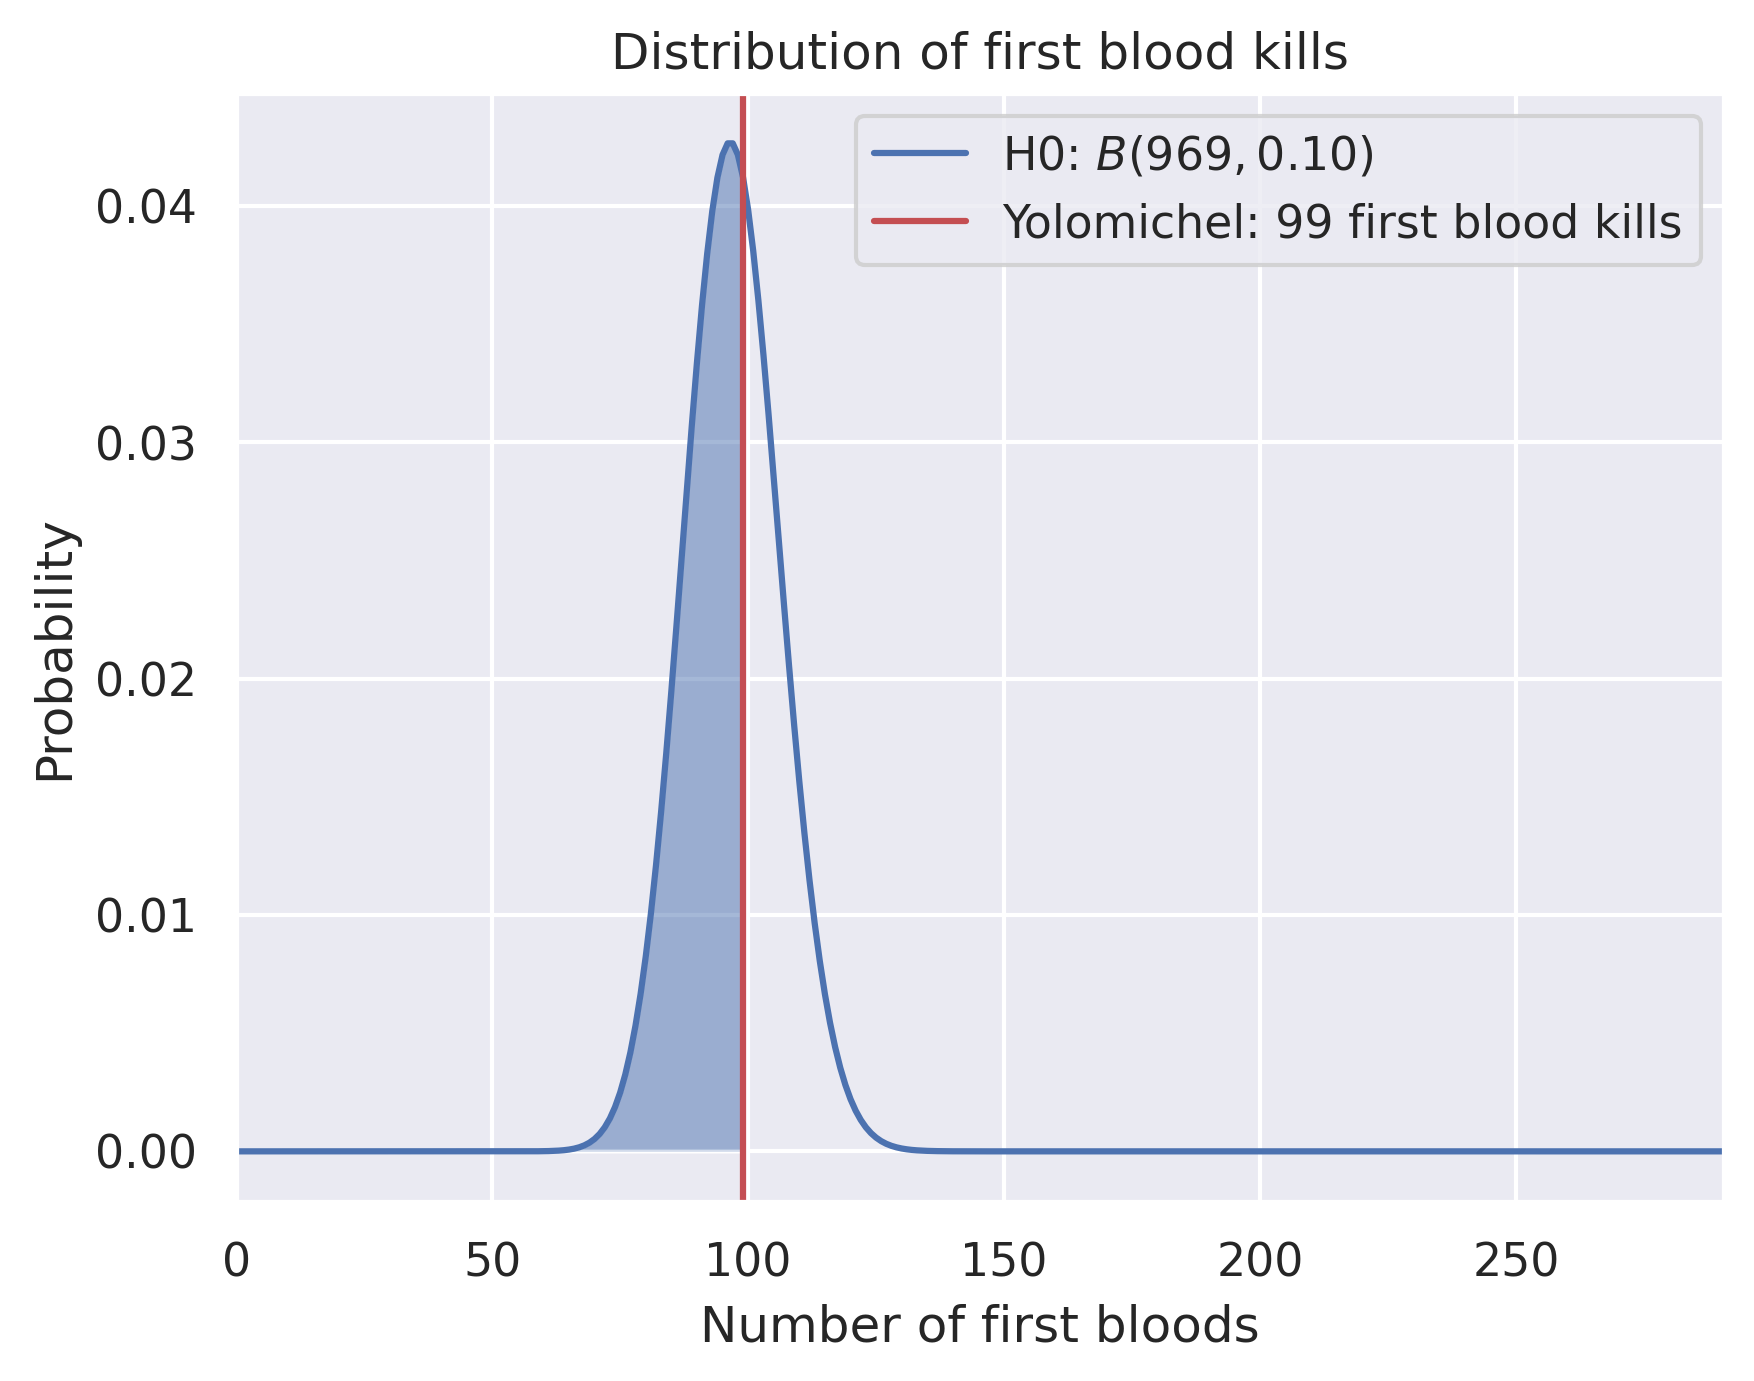 Distribution of first blood kills
H0: B(969, 0.10)
Yolomichel: 99 first blood kills
Probability
0.04
0.03
0.02
0.01
0.00
0 50 100 150 200 250
Number of first bloods